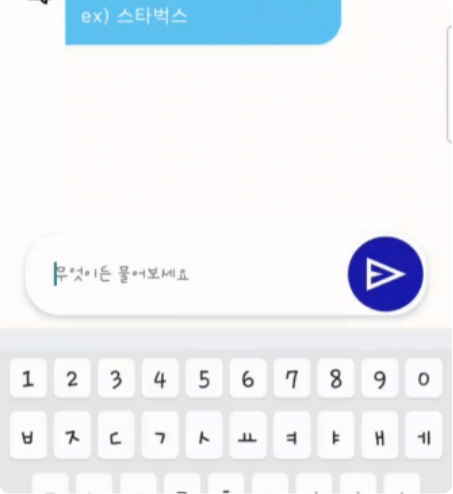 ex) 스타벅스
무엇이든 물어보세요
1 2 3 4 5 6 7 8 9 0
ㅂ ㅈ ㄷ ㄱ ㅅ ㅛ ㅕ ㅑ ㅐ ㅔ